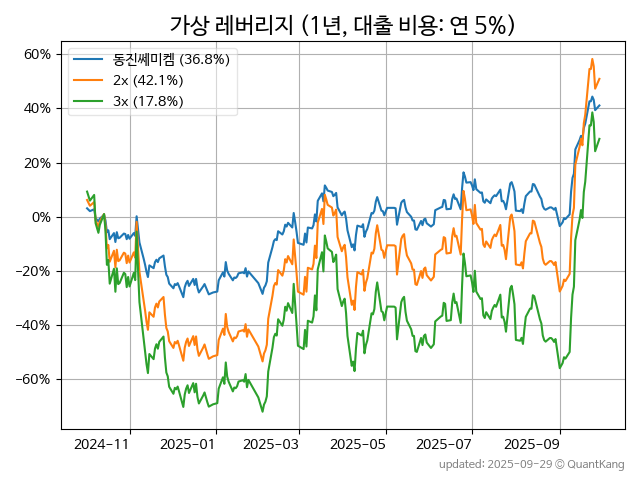 가상 레버리지 (1년, 대출 비용: 연 5%)
동진쎄미켐 (36.8%)
2x (42.1%)
3x (17.8%)
60%
40%
20%
0%
−20%
−40%
−60%
2024-11
2025-01
2025-03
2025-05
2025-07
2025-09
updated: 2025-09-29 © QuantKang